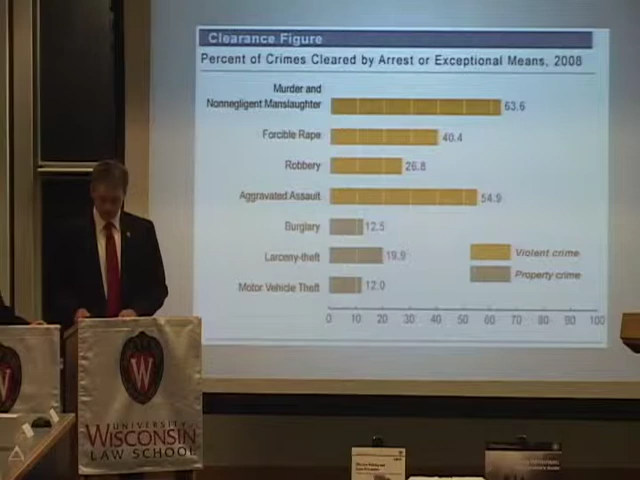 Clearance Figure
Percent of Crimes Cleared by Arrest or Exceptional Means, 2008
Murder and
Nonnegligent Manslaughter 63.6
Forcible Rape 40.4
Robbery 26.8
Aggravated Assault 54.9
Burglary 12.5
Larceny-theft 19.9
Motor Vehicle Theft 12.0
Violent crime
Property crime
0 10 20 30 40 50 60 70 80 90 100
W
W
UNIVERSITY
WISCONSIN
LAW SCHOOL